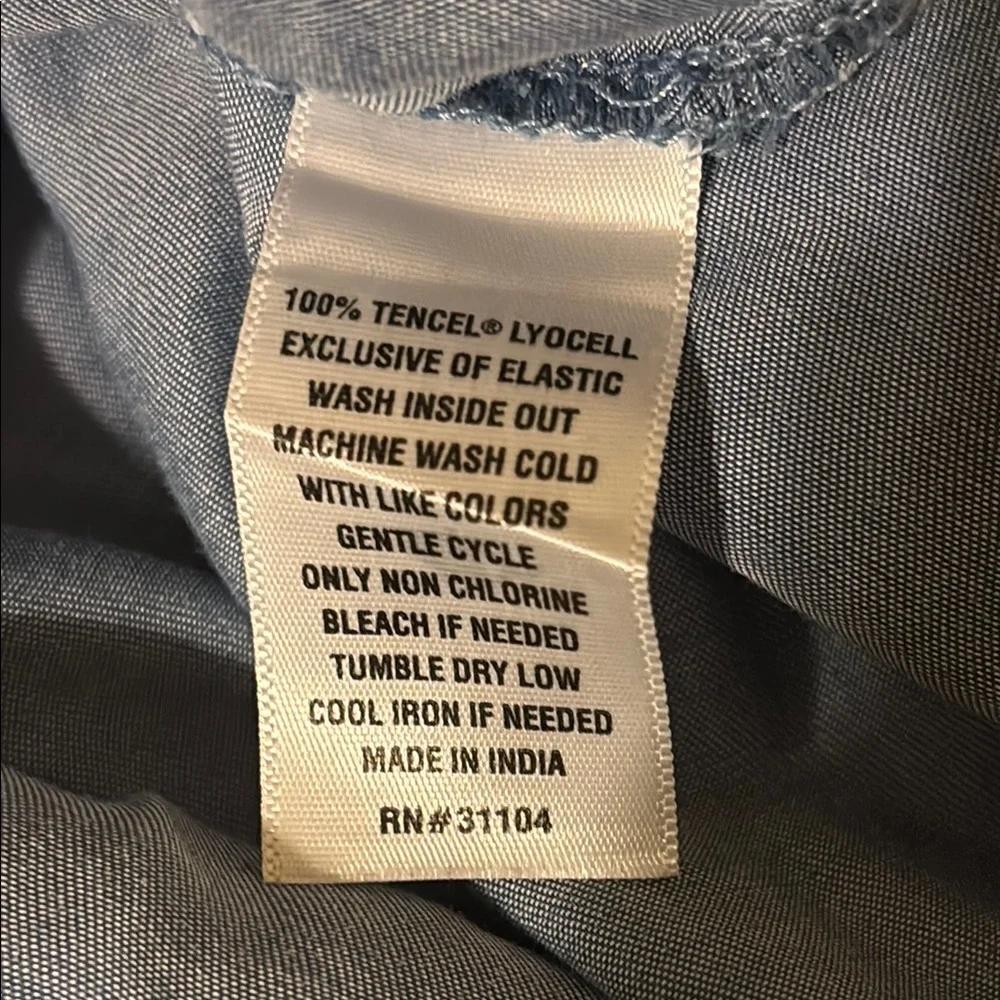 100% TENCEL® LYOCELL
EXCLUSIVE OF ELASTIC
WASH INSIDE OUT
MACHINE WASH COLD
WITH LIKE COLORS
GENTLE CYCLE
ONLY NON CHLORINE
BLEACH IF NEEDED
TUMBLE DRY LOW
COOL IRON IF NEEDED
MADE IN INDIA
RN#31104